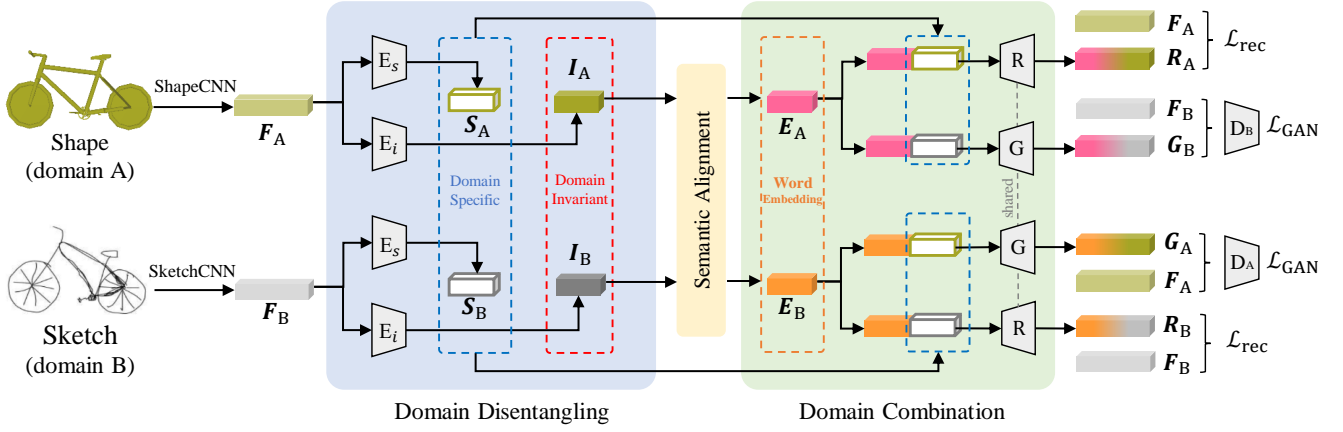 Shape
(domain A)
ShapeCNN
F_A
E_s
E_i
S_A
I_A
Domain
Specific
Domain
Invariant
Sketch
(domain B)
SketchCNN
F_B
E_s
E_i
S_B
I_B
Domain Disentangling
Semantic Alignment
E_A
Word
Embedding
E_B
R
G
shared
G
R
Domain Combination
F_A
R_A
ℒ_rec
F_B
G_B
D_B
ℒ_GAN
G_A
F_A
D_A
ℒ_GAN
R_B
F_B
ℒ_rec